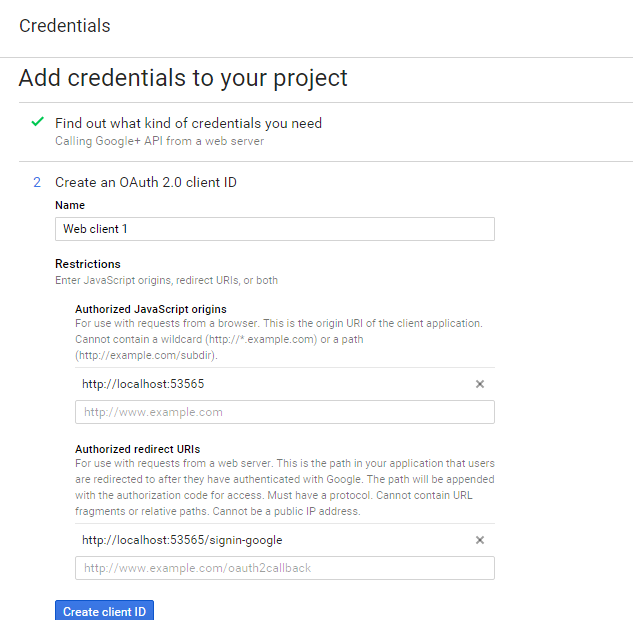 Credentials
Add credentials to your project
Find out what kind of credentials you need
Calling Google+ API from a web server
2 Create an OAuth 2.0 client ID
Name
Web client 1
Restrictions
Enter JavaScript origins, redirect URIs, or both
Authorized JavaScript origins
For use with requests from a browser. This is the origin URI of the client application.
Cannot contain a wildcard (http://*.example.com) or a path
(http://example.com/subdir).
http://localhost:53565
http://www.example.com
Authorized redirect URIs
For use with requests from a web server. This is the path in your application that users
are redirected to after they have authenticated with Google. The path will be appended
with the authorization code for access. Must have a protocol. Cannot contain URL
fragments or relative paths. Cannot be a public IP address.
http://localhost:53565/signin-google
http://www.example.com/oauth2callback
Create client ID